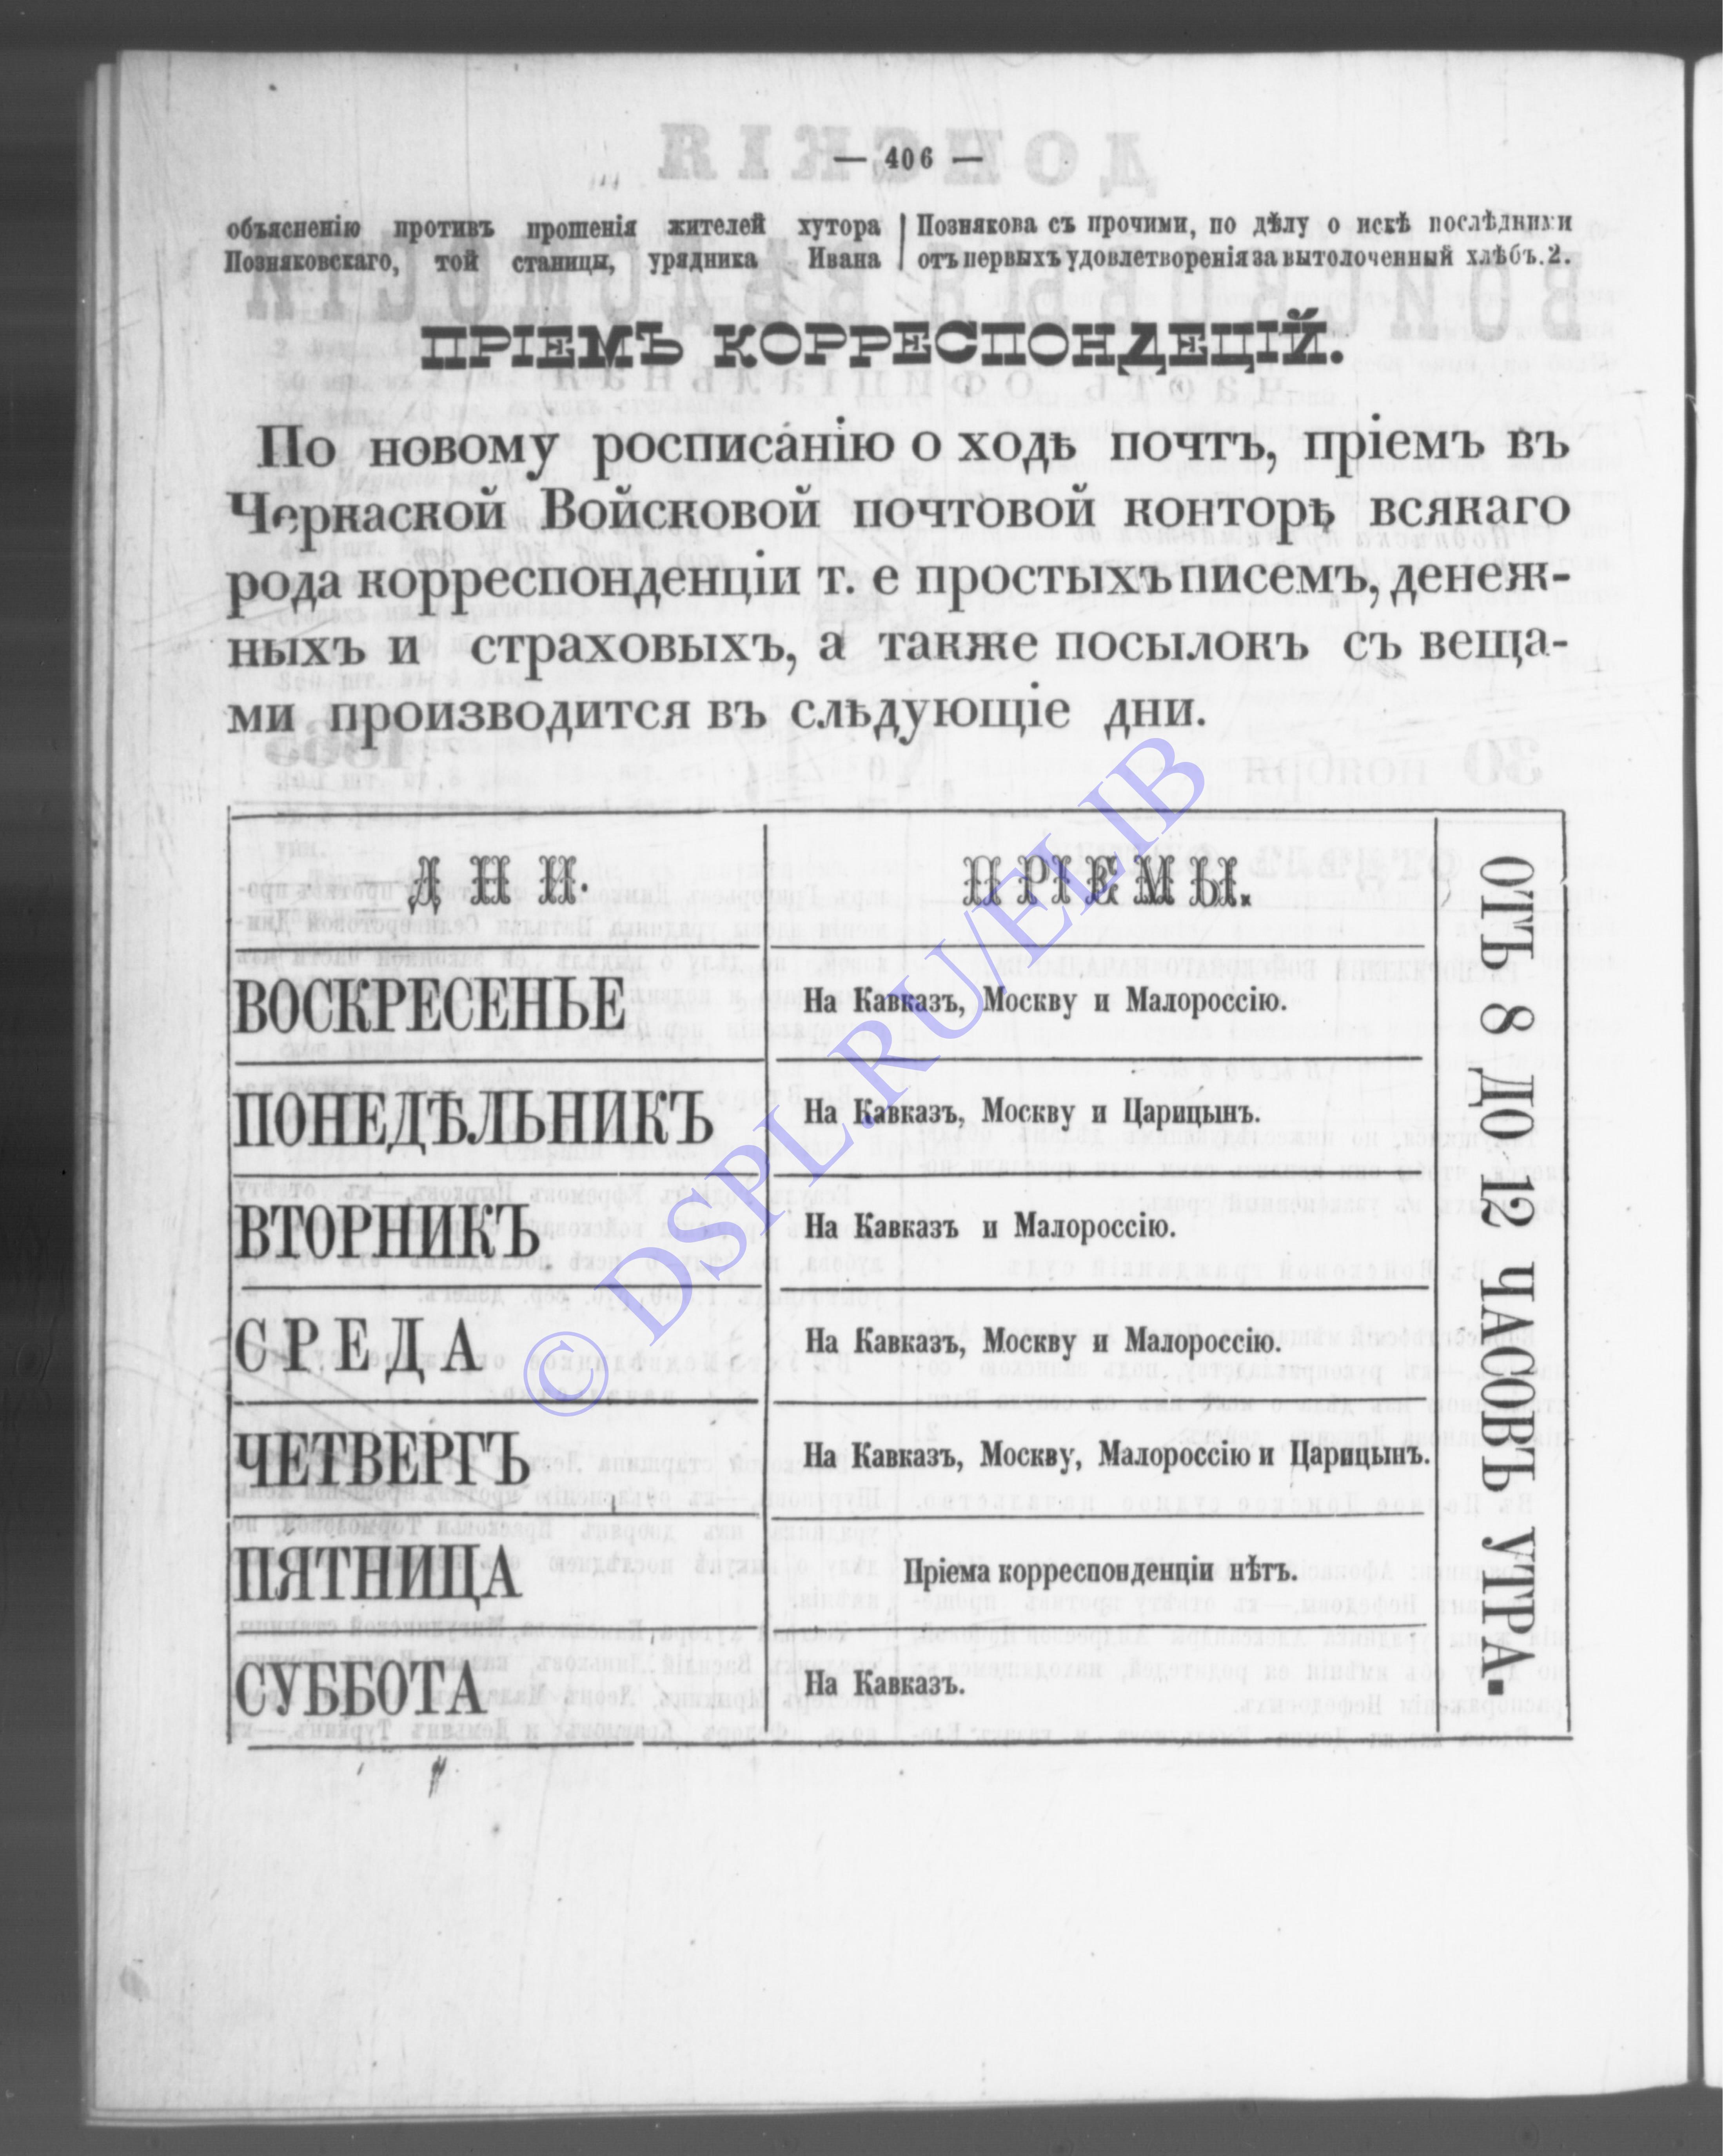 — 406 —
объясненію противъ прошенія жителей хутора
Позняковскаго, той станицы, урядника Ивана
Познякова съ прочими, по дѣлу о искѣ послѣдними
отъ первыхъ удовлетворенія за вытолоченный хлѣбъ. 2.
ПРІЕМЪ КОРРЕСПОНДЕЦІЙ.
По новому росписанію о ходѣ почтъ, пріемъ въ
Черкаской Войсковой почтовой конторѣ всякаго
рода корреспонденціи т. е простыхъ писемъ, денеж-
ныхъ и страховыхъ, а также посылокъ съ веща-
ми производится въ слѣдующіе дни.
ДНИ. ПРІЕМЫ.
ВОСКРЕСЕНЬЕ На Кавказъ, Москву и Малороссію.
ПОНЕДѢЛЬНИКЪ На Кавказъ, Москву и Царицынъ.
ВТОРНИКЪ На Кавказъ и Малороссію.
СРЕДА На Кавказъ, Москву и Малороссію.
ЧЕТВЕРГЪ На Кавказъ, Москву, Малороссію и Царицынъ.
ПЯТНИЦА Пріема корреспонденціи нѣтъ.
СУББОТА На Кавказъ.
ОТЪ 8 ДО 12 ЧАСОВЪ УТРА.
© DSPL.RU/ELIB